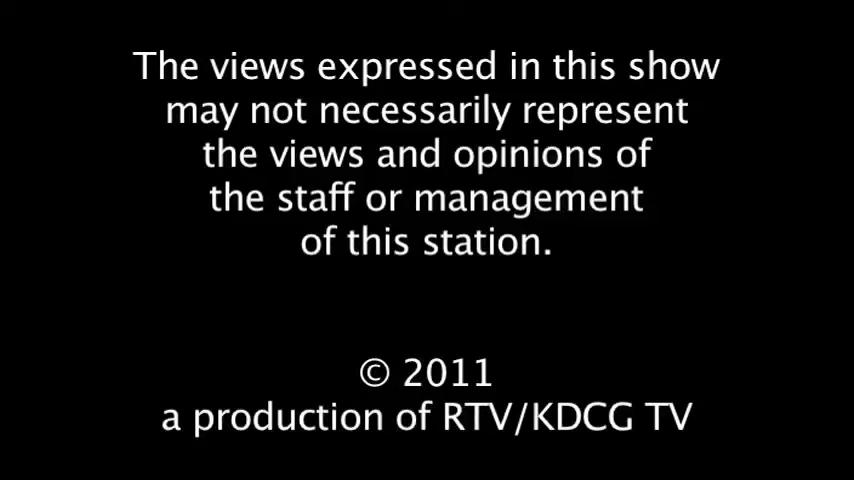 The views expressed in this show
may not necessarily represent
the views and opinions of
the staff or management
of this station.
© 2011
a production of RTV/KDCG TV